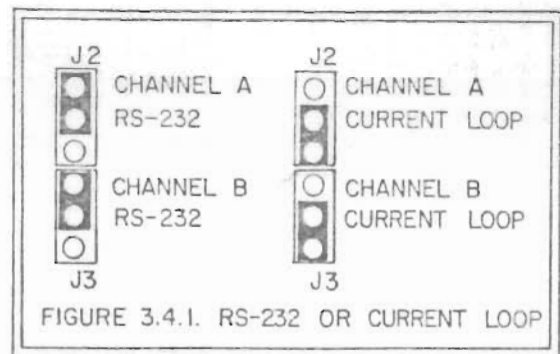 J2
CHANNEL A
RS-232
CHANNEL B
RS-232
J3
J2
CHANNEL A
CURRENT LOOP
CHANNEL B
CURRENT LOOP
J3
FIGURE 3.4.1. RS-232 OR CURRENT LOOP